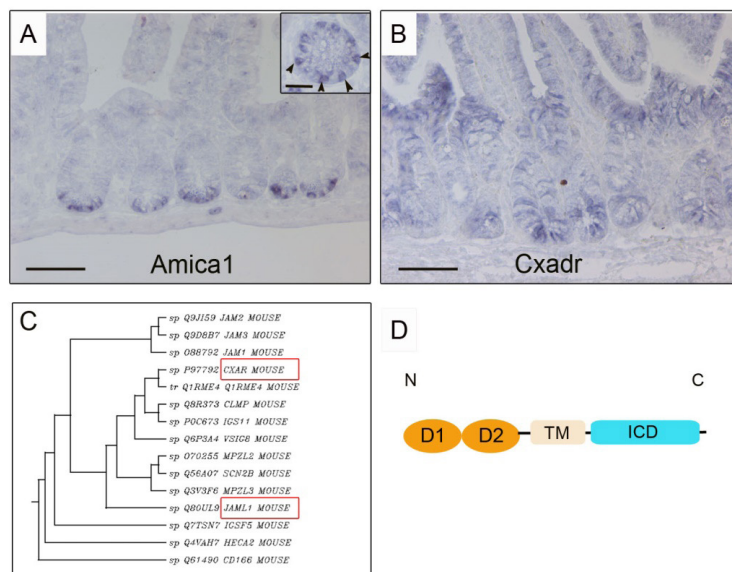 A
Amica1
B
Cxadr
C
sp Q9JI59 JAM2 MOUSE
sp Q9D8B7 JAM3 MOUSE
sp O88792 JAM1 MOUSE
sp P97792 CXAR MOUSE
tr Q1RME4 Q1RME4 MOUSE
sp Q8R373 CLMP MOUSE
sp P0C673 IGS11 MOUSE
sp Q6P3A4 VSIG8 MOUSE
sp O70255 MPZL2 MOUSE
sp Q56A07 SCN2B MOUSE
sp Q3V3F6 MPZL3 MOUSE
sp Q80UL9 JAML1 MOUSE
sp Q7TSN7 IGSF5 MOUSE
sp Q4VAH7 HECA2 MOUSE
sp Q61490 CD166 MOUSE
D
N C
D1 D2 TM ICD